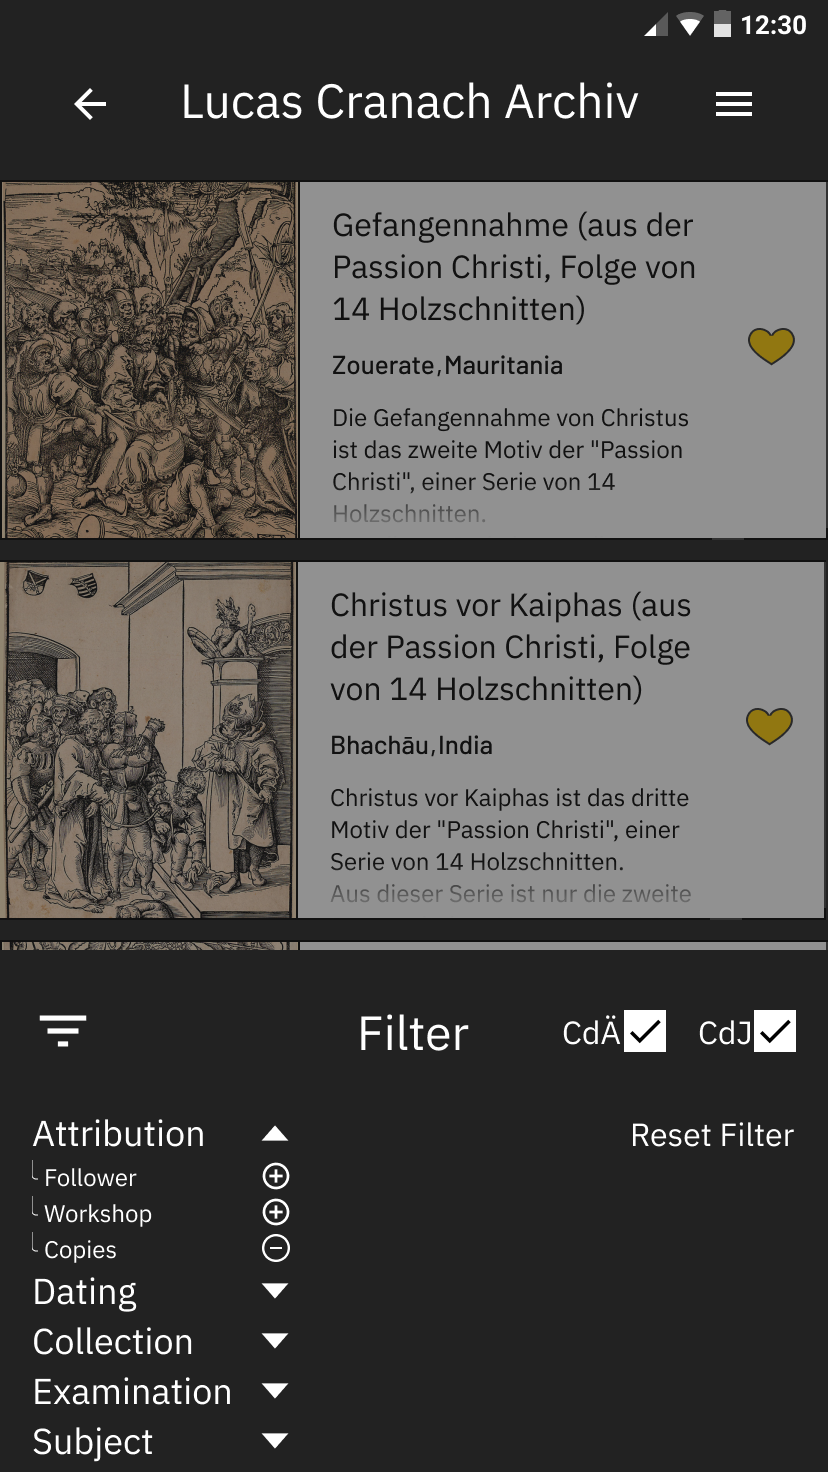 12:30
Lucas Cranach Archiv
Gefangennahme (aus der
Passion Christi, Folge von
14 Holzschnitten)
Zouerate,Mauritania
Die Gefangennahme von Christus
ist das zweite Motiv der "Passion
Christi", einer Serie von 14
Holzschnitten.
Christus vor Kaiphas (aus
der Passion Christi, Folge
von 14 Holzschnitten)
Bhachāu,India
Christus vor Kaiphas ist das dritte
Motiv der "Passion Christi", einer
Serie von 14 Holzschnitten.
Aus dieser Serie ist nur die zweite
Filter CdÄ CdJ
Attribution Reset Filter
Follower
Workshop
Copies
Dating
Collection
Examination
Subject